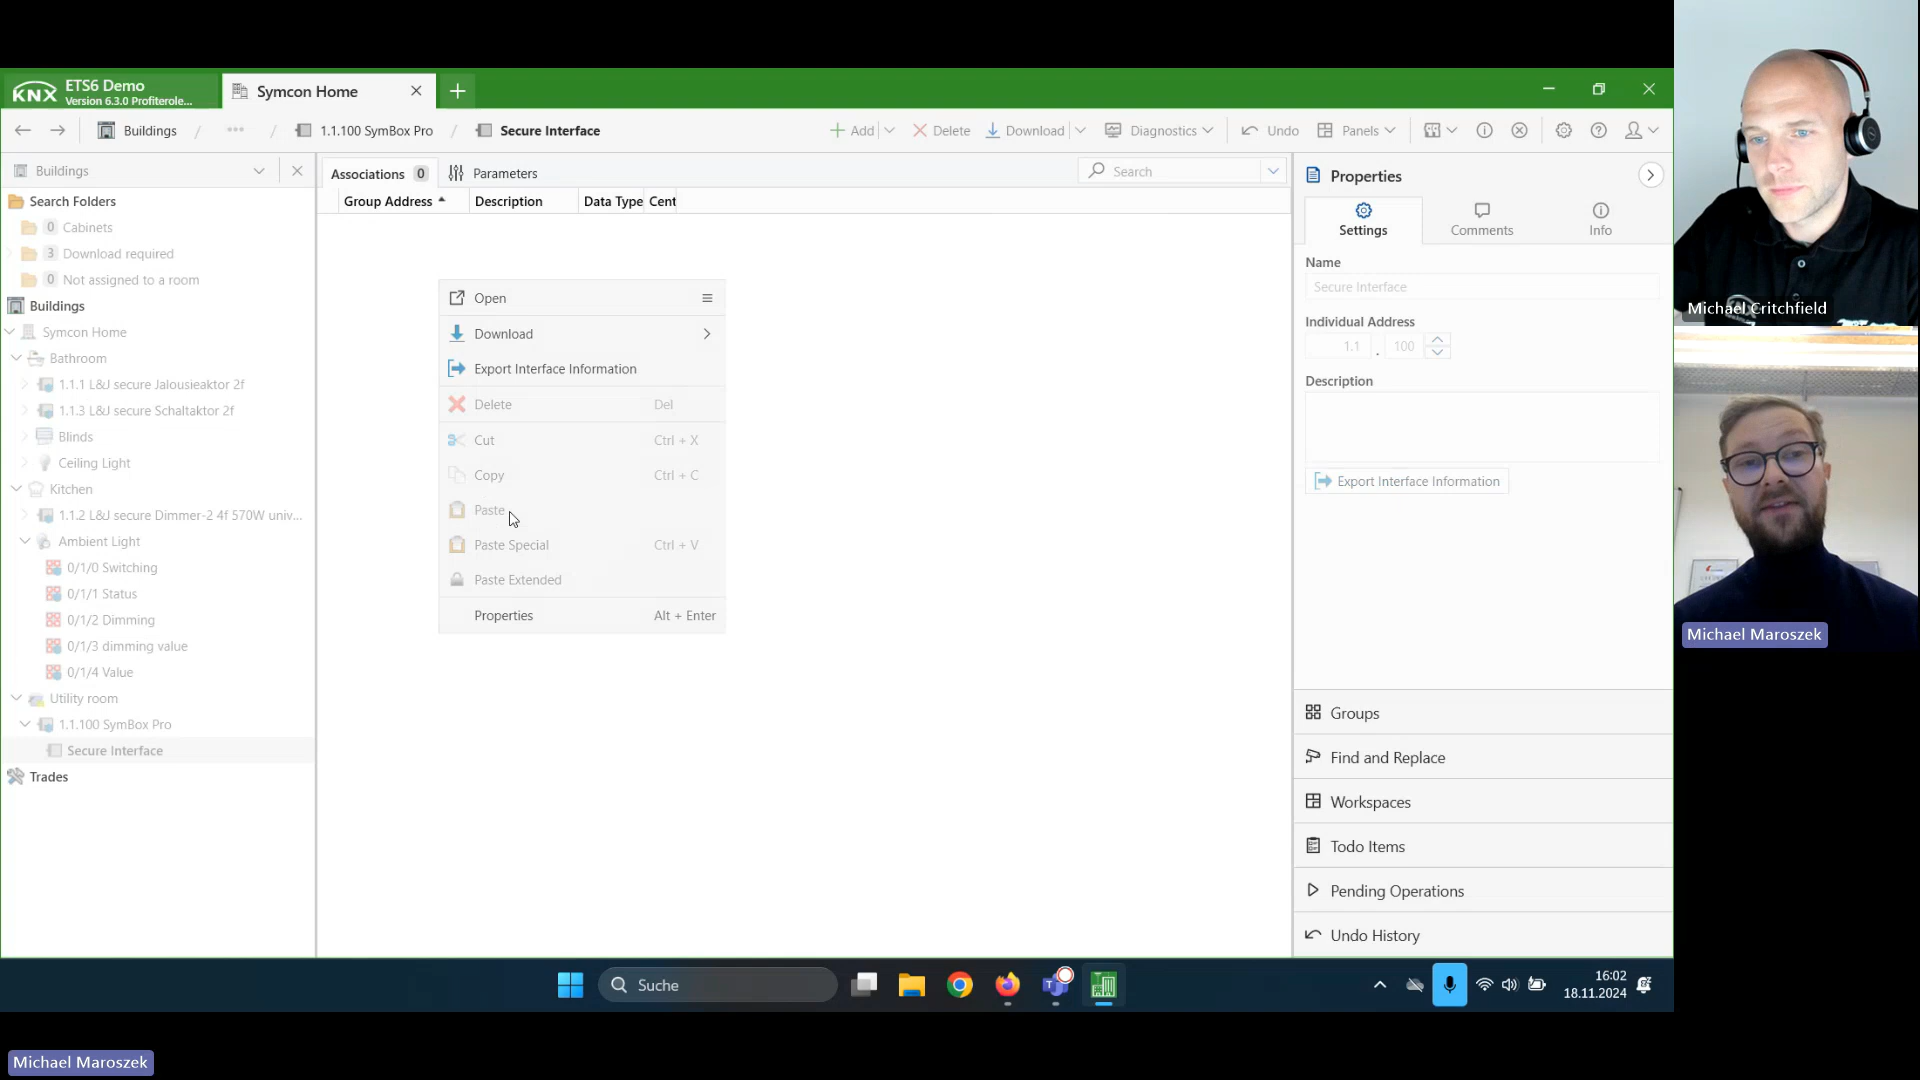 KNX
ETS6 Demo
Version 6.3.0 Profiterole...
Symcon Home
Buildings / ... / 1.1.100 SymBox Pro / Secure Interface
Add
Delete
Download
Diagnostics
Undo
Panels
Buildings
Search Folders
0 Cabinets
3 Download required
0 Not assigned to a room
Buildings
Symcon Home
Bathroom
1.1.1 L&J secure Jalousieaktor 2f
1.1.3 L&J secure Schaltaktor 2f
Blinds
Ceiling Light
Kitchen
1.1.2 L&J secure Dimmer-2 4f 570W univ...
Ambient Light
0/1/0 Switching
0/1/1 Status
0/1/2 Dimming
0/1/3 dimming value
0/1/4 Value
Utility room
1.1.100 SymBox Pro
Secure Interface
Trades
Associations 0
Parameters
Search
Group Address
Description
Data Type
Cent
Open
Download
Export Interface Information
Delete Del
Cut Ctrl + X
Copy Ctrl + C
Paste
Paste Special Ctrl + V
Paste Extended
Properties Alt + Enter
Properties
Settings
Comments
Info
Name
Secure Interface
Individual Address
1.1 . 100
Description
Export Interface Information
Groups
Find and Replace
Workspaces
Todo Items
Pending Operations
Undo History
Suche
16:02
18.11.2024
Michael Critchfield
Michael Maroszek
Michael Maroszek